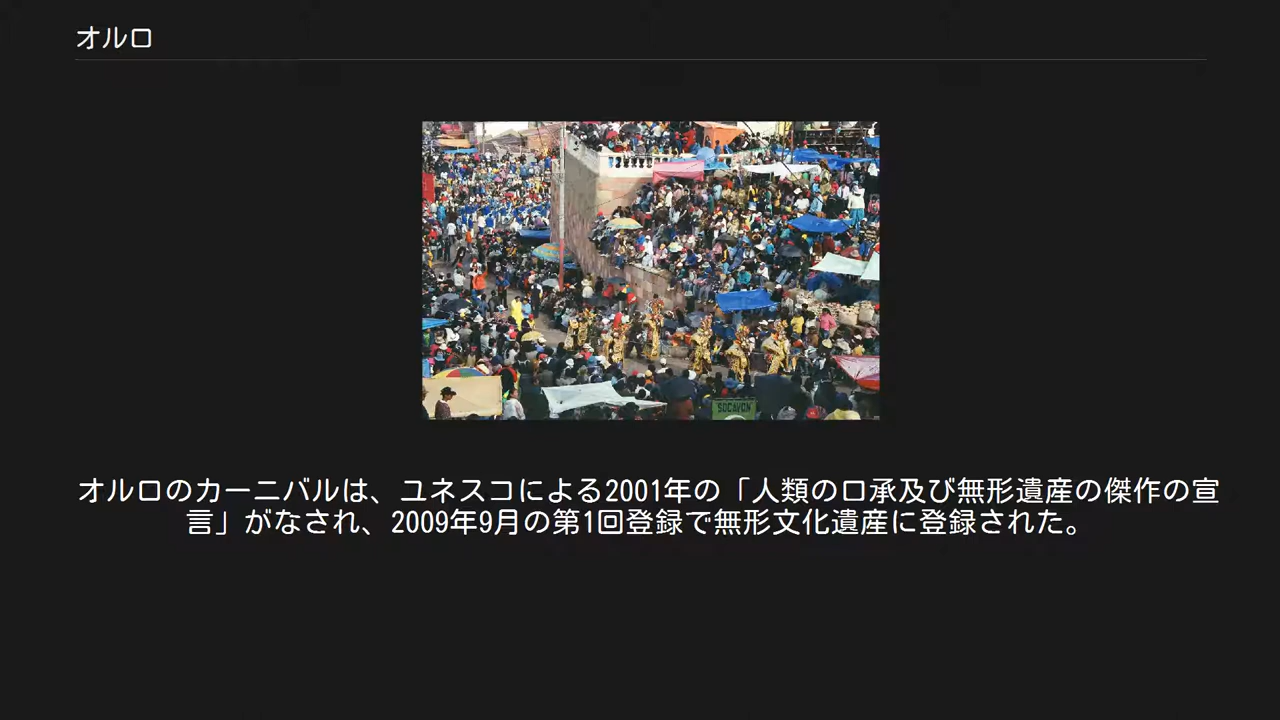 オルロ
SOCAVON
オルロのカーニバルは、ユネスコによる2001年の「人類の口承及び無形遺産の傑作の宣
言」がなされ、2009年9月の第1回登録で無形文化遺産に登録された。